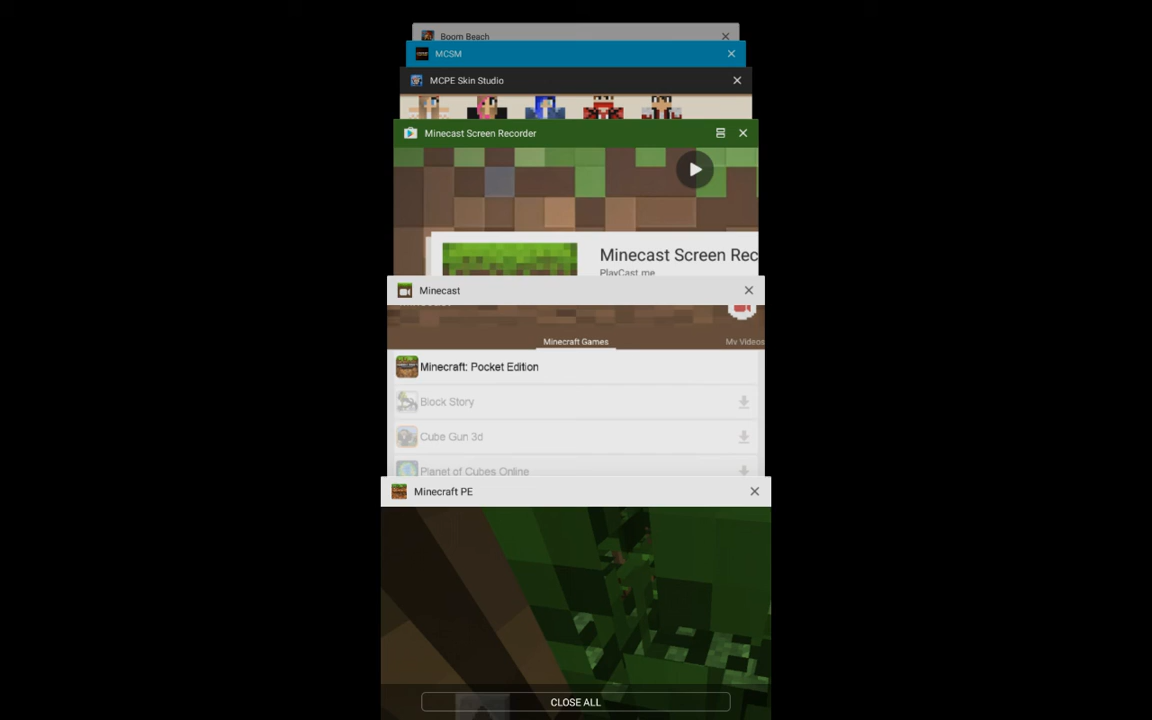 Boom Beach
MCSM
MCPE Skin Studio
Minecast Screen Recorder
Minecast Screen Rec
PlayCast.me
Minecast
Minecraft Games
My Videos
Minecraft: Pocket Edition
Block Story
Cube Gun 3d
Planet of Cubes Online
Minecraft PE
CLOSE ALL